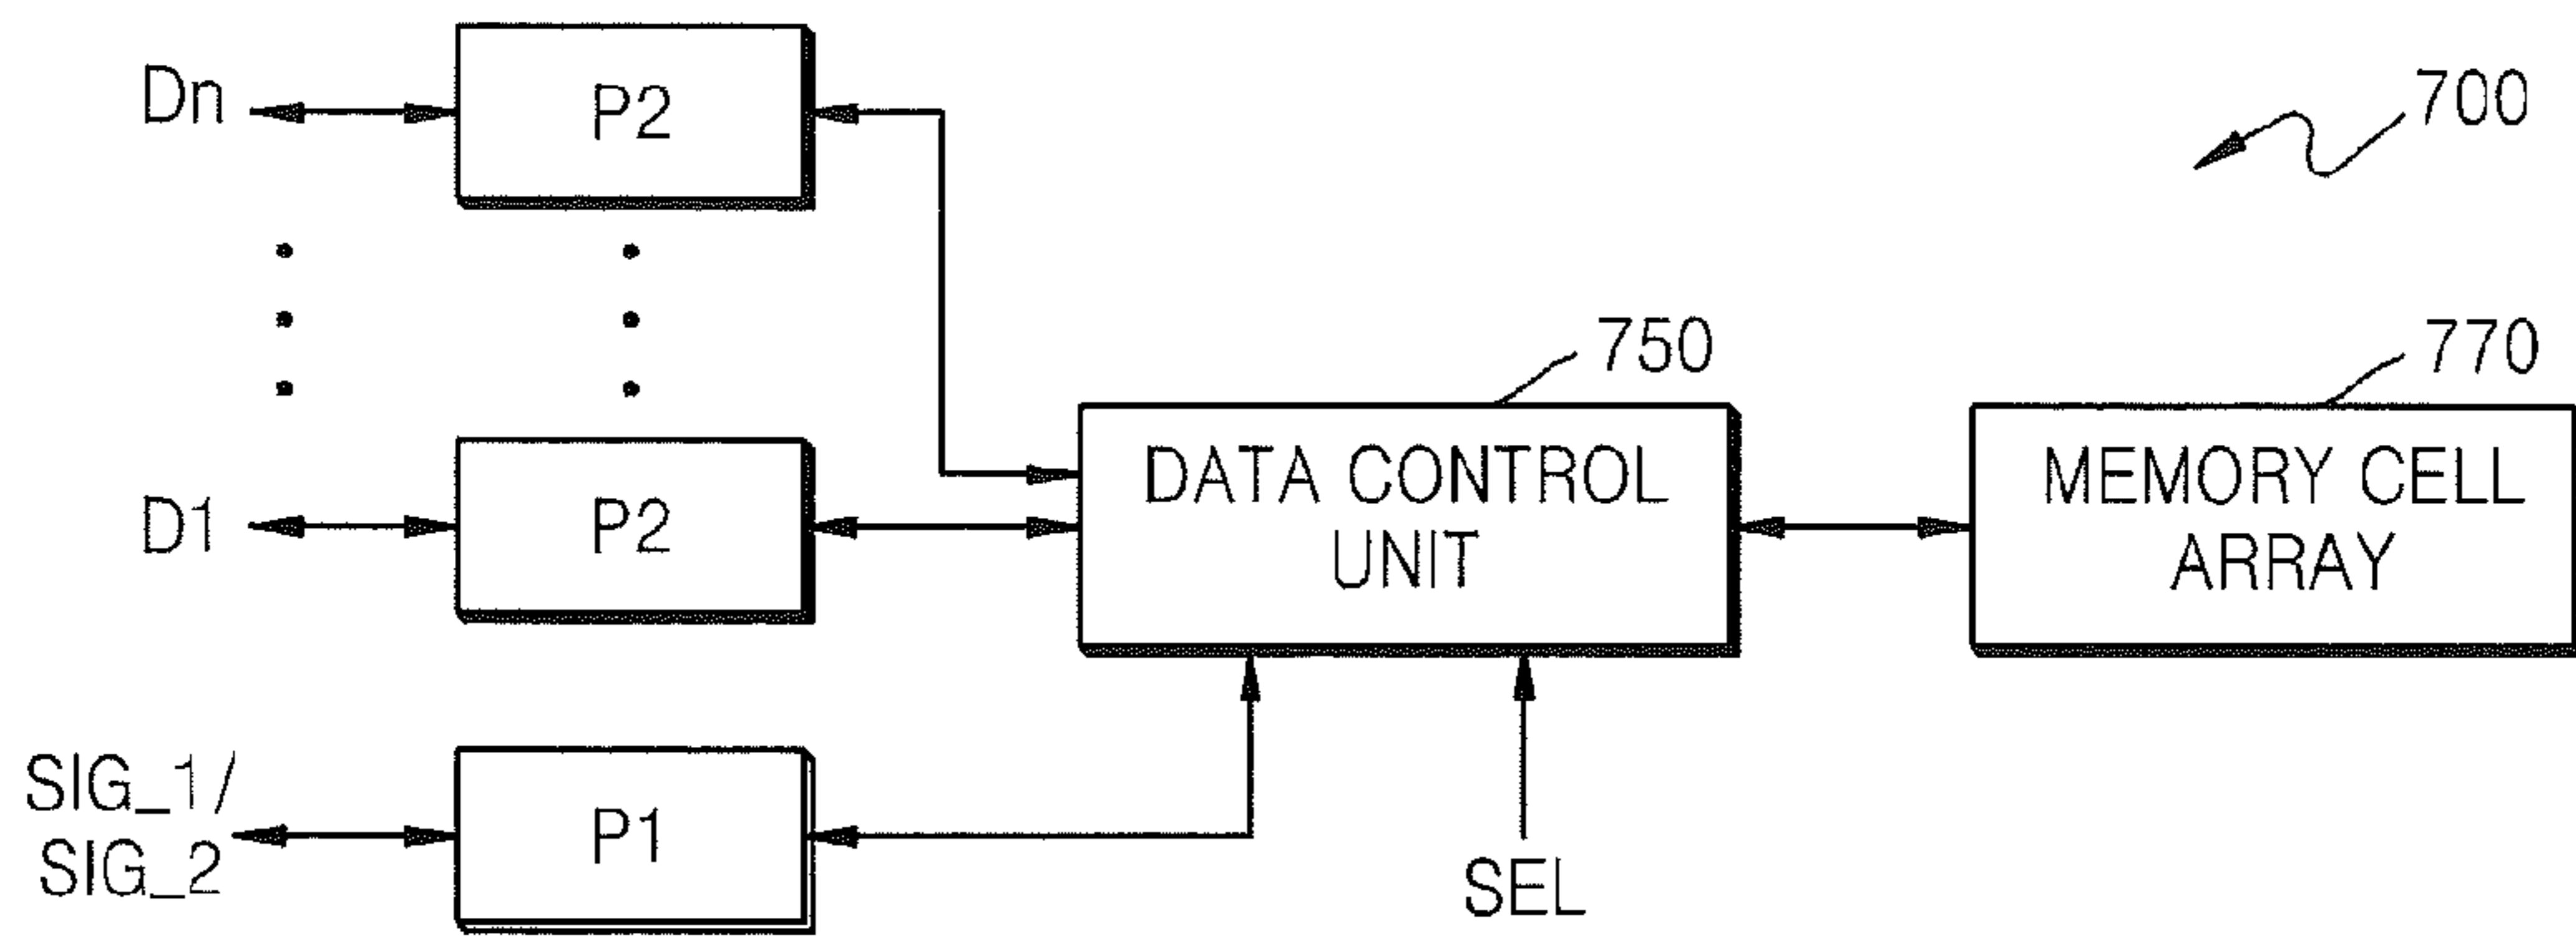 Dn
P2
700
750
770
D1
P2
DATA CONTROL
UNIT
MEMORY CELL
ARRAY
SIG_1/
SIG_2
P1
SEL